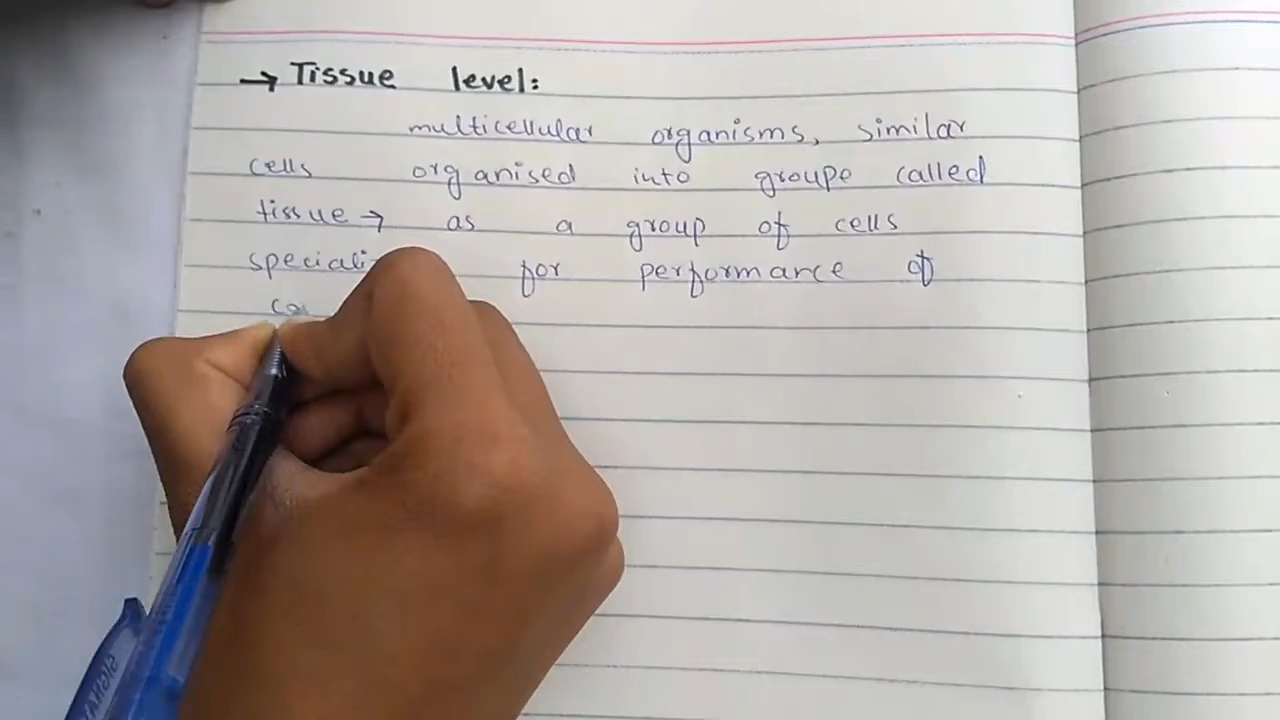 → Tissue level:
multicellular organisms, similar
cells organised into groupe called
tissue → as a group of cells
for performance of